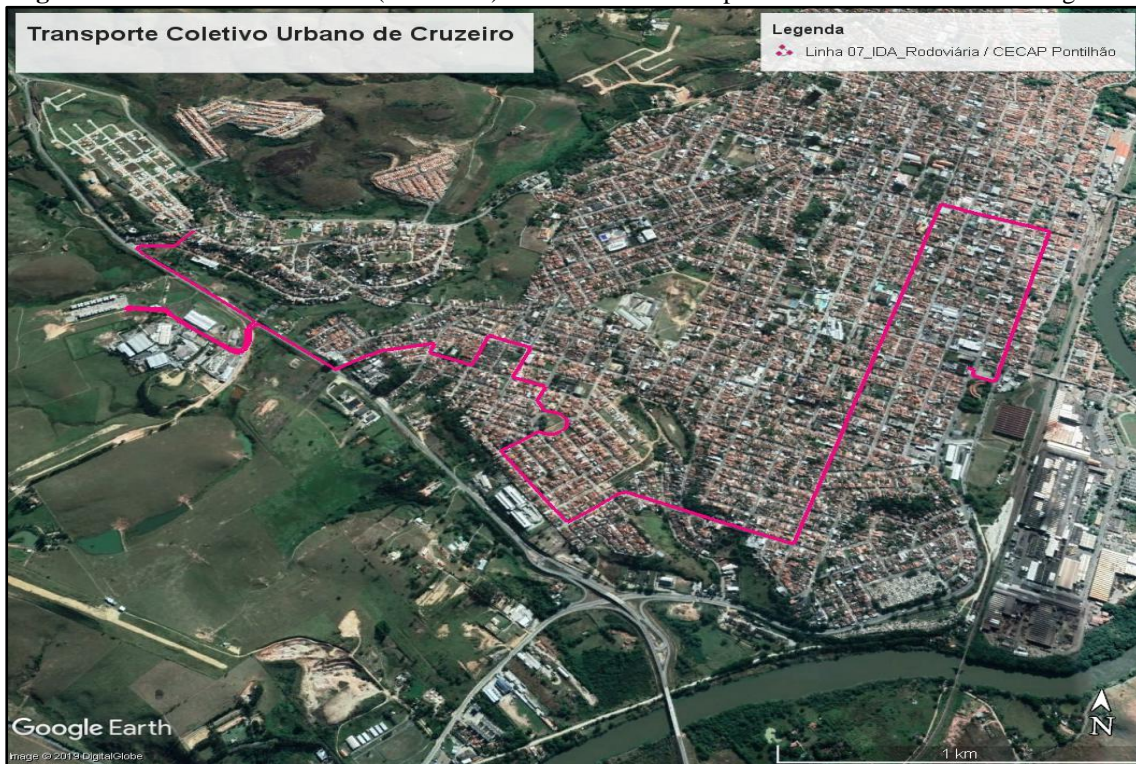 Transporte Coletivo Urbano de Cruzeiro
Legenda
Linha 07_IDA_Rodoviária / CECAP Pontilhão
Google Earth
Image © 2019 DigitalGlobe
1 km
N